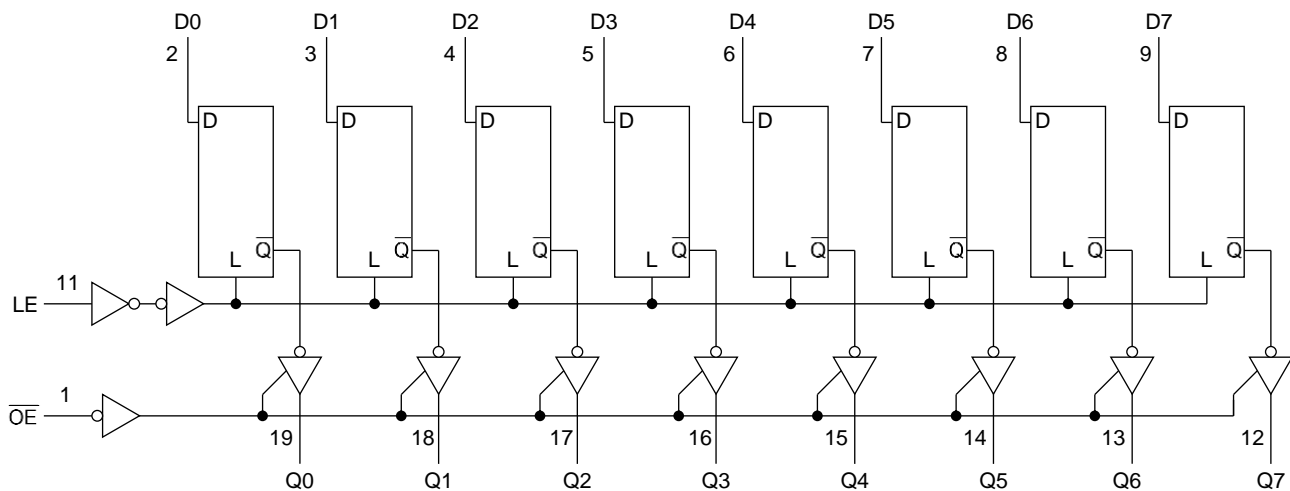 D0 D1 D2 D3 D4 D5 D6 D7
2 3 4 5 6 7 8 9
D D D D D D D D
Q̅ Q̅ Q̅ Q̅ Q̅ Q̅ Q̅ Q̅
L L L L L L L L
11
LE
1
O̅E̅
19 18 17 16 15 14 13 12
Q0 Q1 Q2 Q3 Q4 Q5 Q6 Q7